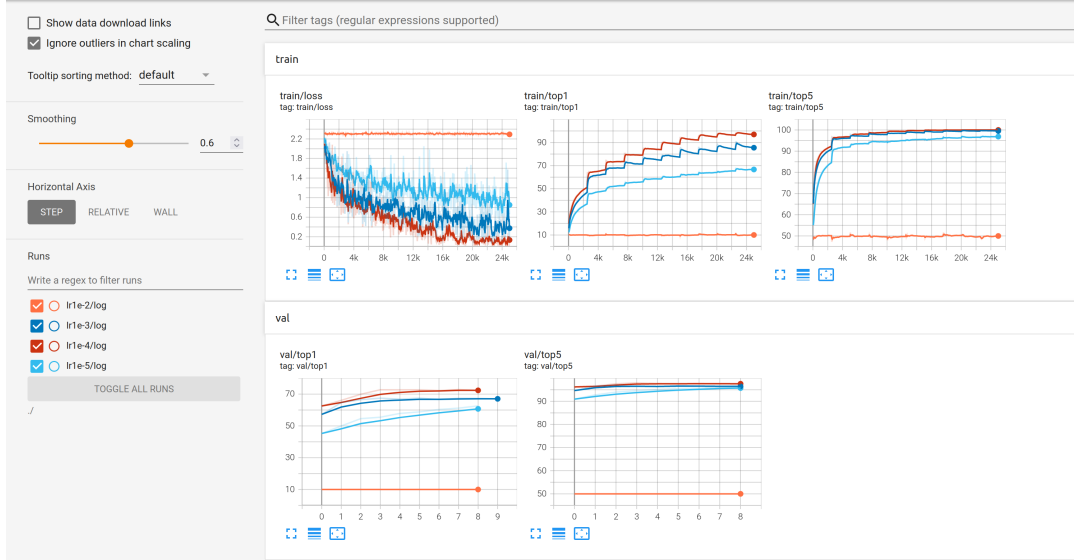 Show data download links
Filter tags (regular expressions supported)
Ignore outliers in chart scaling
train
Tooltip sorting method: default
train/loss
tag: train/loss
train/top1
tag: train/top1
train/top5
tag: train/top5
Smoothing
0.6
2.2
1.8
1.4
1
0.6
0.2
0 4k 8k 12k 16k 20k 24k
90
70
50
30
10
0 4k 8k 12k 16k 20k 24k
100
90
80
70
60
50
0 4k 8k 12k 16k 20k 24k
Horizontal Axis
STEP RELATIVE WALL
Runs
Write a regex to filter runs
lr1e-2/log
lr1e-3/log
lr1e-4/log
lr1e-5/log
TOGGLE ALL RUNS
./
val
val/top1
tag: val/top1
val/top5
tag: val/top5
70
50
30
10
0 1 2 3 4 5 6 7 8 9
90
80
70
60
50
0 1 2 3 4 5 6 7 8